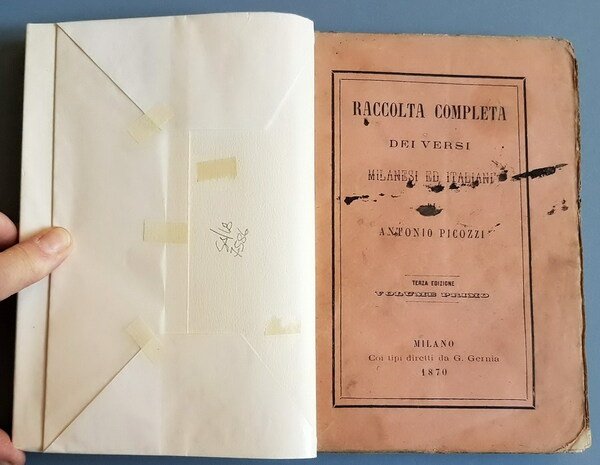 RACCOLTA COMPLETA
DEI VERSI
MILANESI ED ITALIANI
ANTONIO PICOZZI
TERZA EDIZIONE
VOLUME PRIMO
MILANO
Coi tipi diretti da G. Gernia
1870